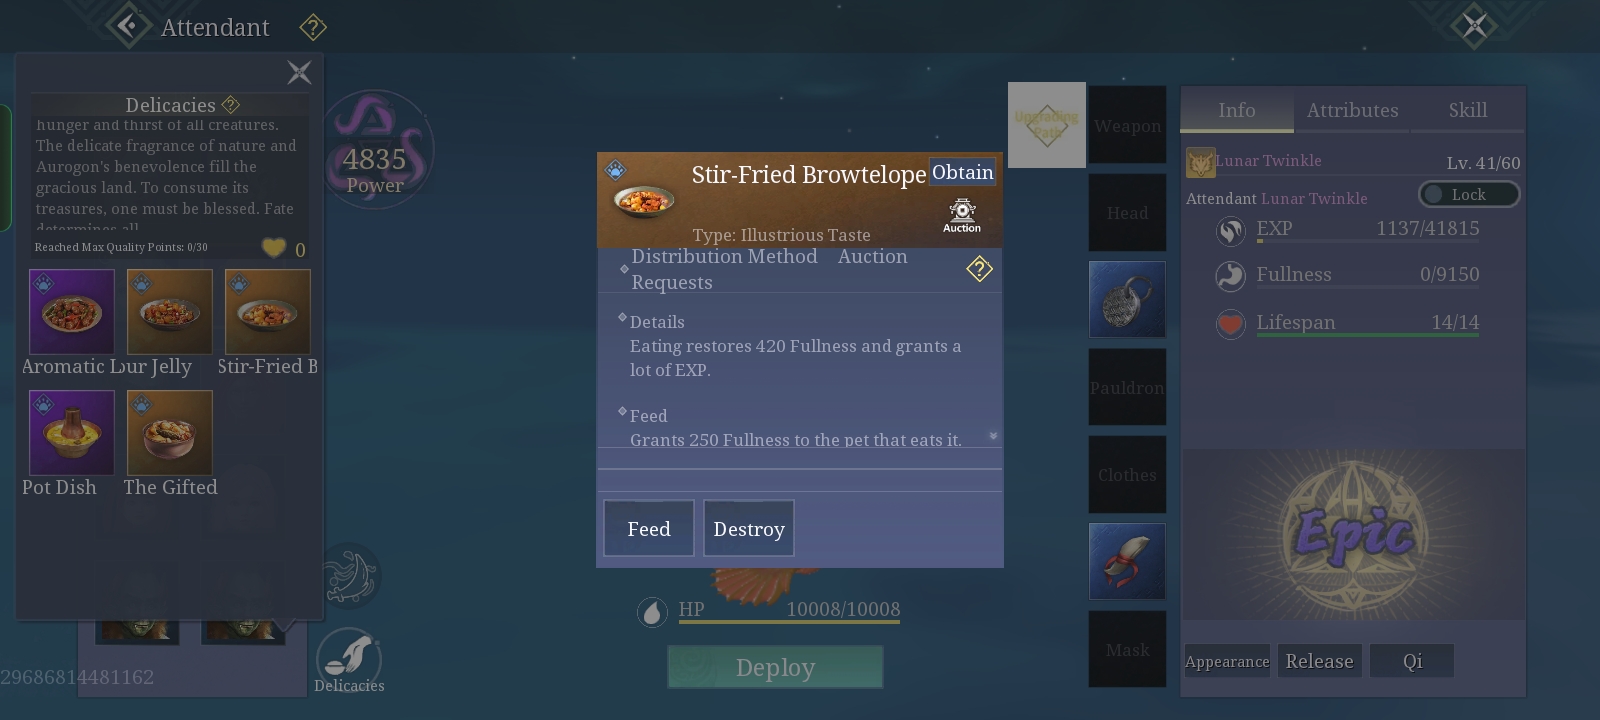 Attendant
?
Delicacies ?
hunger and thirst of all creatures.
The delicate fragrance of nature and
Aurogon's benevolence fill the
gracious land. To consume its
treasures, one must be blessed. Fate
determines all
Reached Max Quality Points: 0/30
0
Aromatic L
our Jelly
Stir-Fried B
Pot Dish
The Gifted
29686814481162
4835
Power
Delicacies
Stir-Fried Browtelope
Obtain
Auction
Type: Illustrious Taste
Distribution Method Auction
Requests
?
Details
Eating restores 420 Fullness and grants a
lot of EXP.
Feed
Grants 250 Fullness to the pet that eats it.
Feed
Destroy
HP 10008/10008
Deploy
Upgrading
Path
Weapon
Head
Pauldron
Clothes
Mask
Info
Attributes
Skill
Lunar Twinkle
Lv. 41/60
Attendant Lunar Twinkle
Lock
EXP 1137/41815
Fullness 0/9150
Lifespan 14/14
Epic
Appearance
Release
Qi